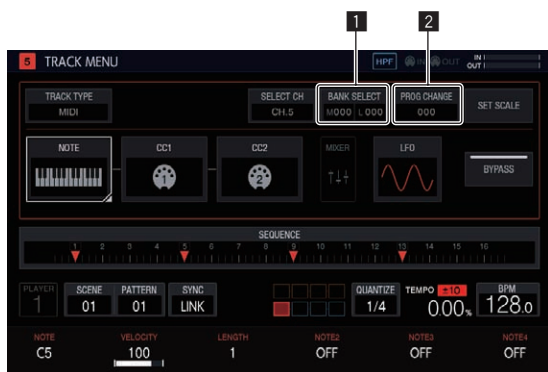 1 2
5 TRACK MENU HPF IN OUT IN OUT
TRACK TYPE SELECT CH BANK SELECT PROG CHANGE SET SCALE
MIDI CH.5 M000 L000 000
NOTE CC1 CC2 MIXER LFO BYPASS
1 2
SEQUENCE
1 2 3 4 5 6 7 8 9 10 11 12 13 14 15 16
PLAYER SCENE PATTERN SYNC QUANTIZE TEMPO ±10 BPM
1 01 01 LINK 1/4 0.00% 128.0
NOTE VELOCITY LENGTH NOTE2 NOTE3 NOTE4
C5 100 1 OFF OFF OFF